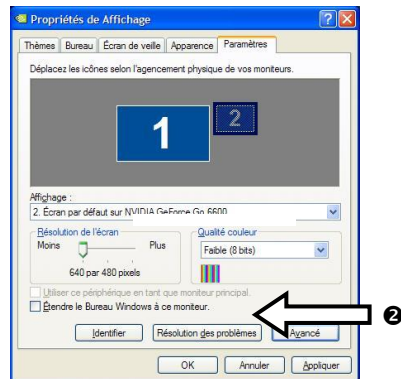 Propriétés de Affichage
Thèmes Bureau Écran de veille Apparence Paramètres
Déplacez les icônes selon l'agencement physique de vos moniteurs.
1 2
Affichage :
2. Écran par défaut sur NVIDIA GeForce Go 6600
Résolution de l'écran Qualité couleur
Moins Plus Faible (8 bits)
640 par 480 pixels
Utiliser ce périphérique en tant que moniteur principal.
Étendre le Bureau Windows à ce moniteur.
❷
Identifier Résolution des problèmes Avancé
OK Annuler Appliquer